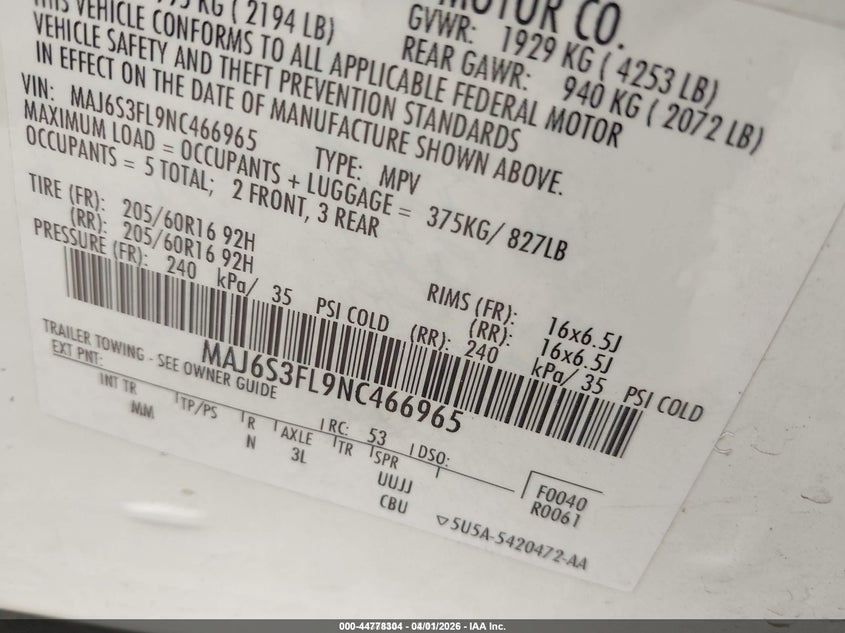 MOTOR CO.
KG ( 2194 LB)
GVWR: 1929 KG ( 4253 LB)
REAR GAWR: 940 KG ( 2072 LB)
THIS VEHICLE CONFORMS TO ALL APPLICABLE FEDERAL MOTOR
VEHICLE SAFETY AND THEFT PREVENTION STANDARDS
IN EFFECT ON THE DATE OF MANUFACTURE SHOWN ABOVE.
VIN: MAJ6S3FL9NC466965
TYPE: MPV
MAXIMUM LOAD = OCCUPANTS + LUGGAGE = 375KG/ 827LB
OCCUPANTS = 5 TOTAL; 2 FRONT, 3 REAR
TIRE (FR): 205/60R16 92H
RIMS (FR): 16x6.5J
(RR): 205/60R16 92H
(RR): 16x6.5J
PRESSURE (FR): 240 kPa/ 35 PSI COLD (RR): 240 kPa/ 35 PSI COLD
MAJ6S3FL9NC466965
TRAILER TOWING - SEE OWNER GUIDE
EXT PNT: RC: 53 DSO:
INT TR TP/PS R AXLE TR SPR
MM N 3L UUJJ
CBU
F0040
R0061
5U5A-5420472-AA
000-44778304 - 04/01/2026 - IAA Inc.